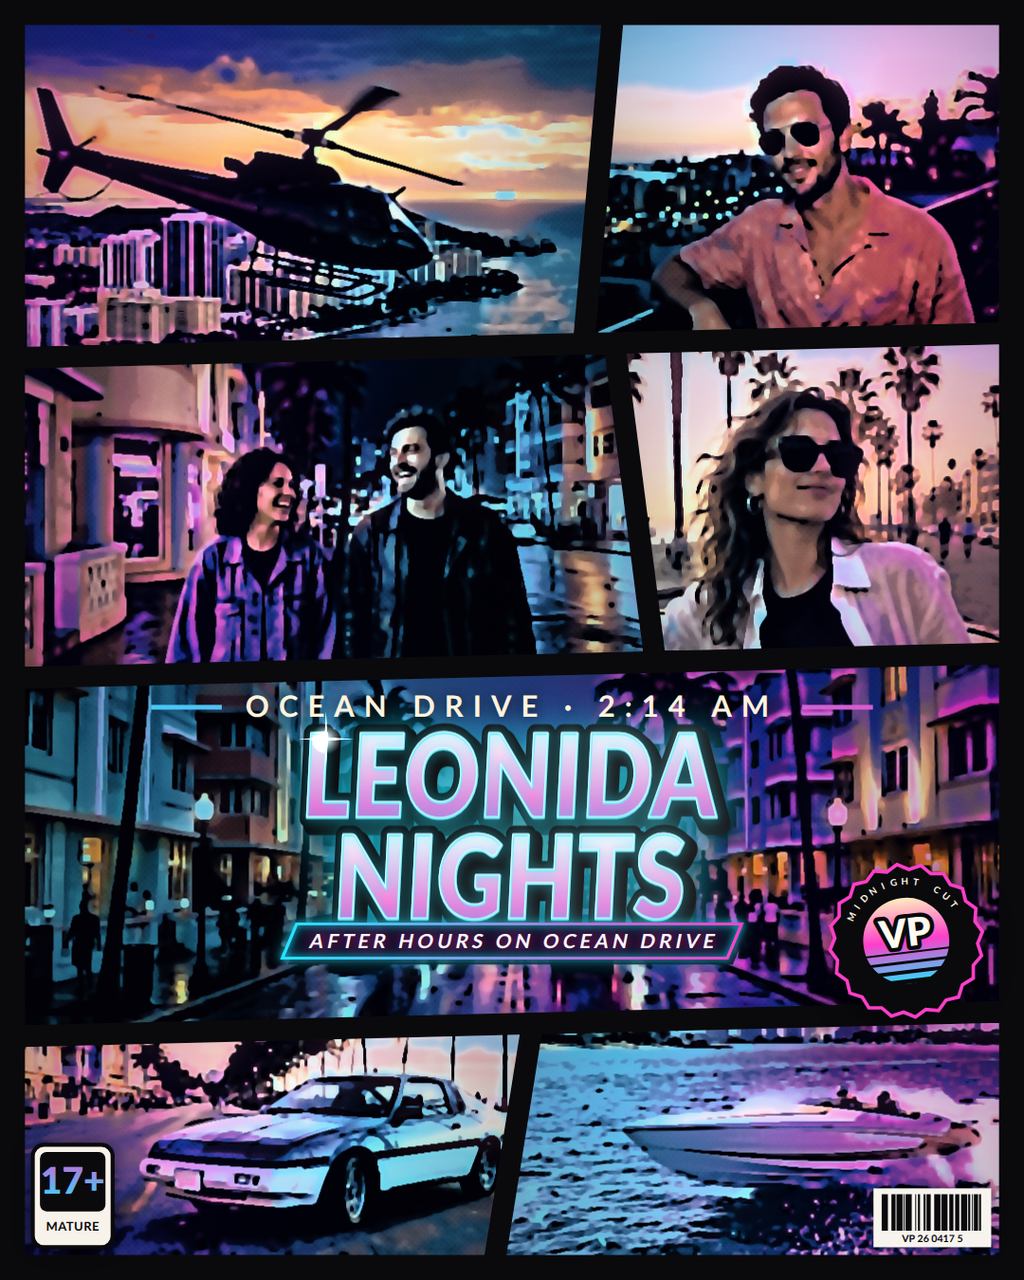 OCEAN DRIVE · 2:14 AM
LEONIDA
NIGHTS
AFTER HOURS ON OCEAN DRIVE
MIDNIGHT CUT
VP
17+
MATURE
VP 26 0417 5